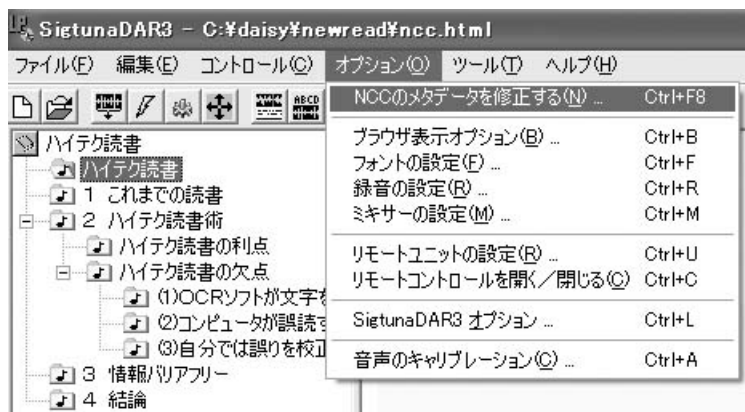 SigtunaDAR3 - C:¥daisy¥newread¥ncc.html
ファイル(F) 編集(E) コントロール(C) オプション(O) ツール(T) ヘルプ(H)
ABCD
NCCのメタデータを修正する(N) ... Ctrl+F8
ブラウザ表示オプション(B) ... Ctrl+B
フォントの設定(F) ... Ctrl+F
録音の設定(R) ... Ctrl+R
ミキサーの設定(M) ... Ctrl+M
リモートユニットの設定(R) ... Ctrl+U
リモートコントロールを開く／閉じる(C) Ctrl+C
SigtunaDAR3 オプション ... Ctrl+L
音声のキャリブレーション(C) ... Ctrl+A
ハイテク読書
ハイテク読書
1 これまでの読書
2 ハイテク読書術
ハイテク読書の利点
ハイテク読書の欠点
(1)OCRソフトが文字を
(2)コンピュータが誤読す
(3)自分では誤りを校正
3 情報バリアフリー
4 結論